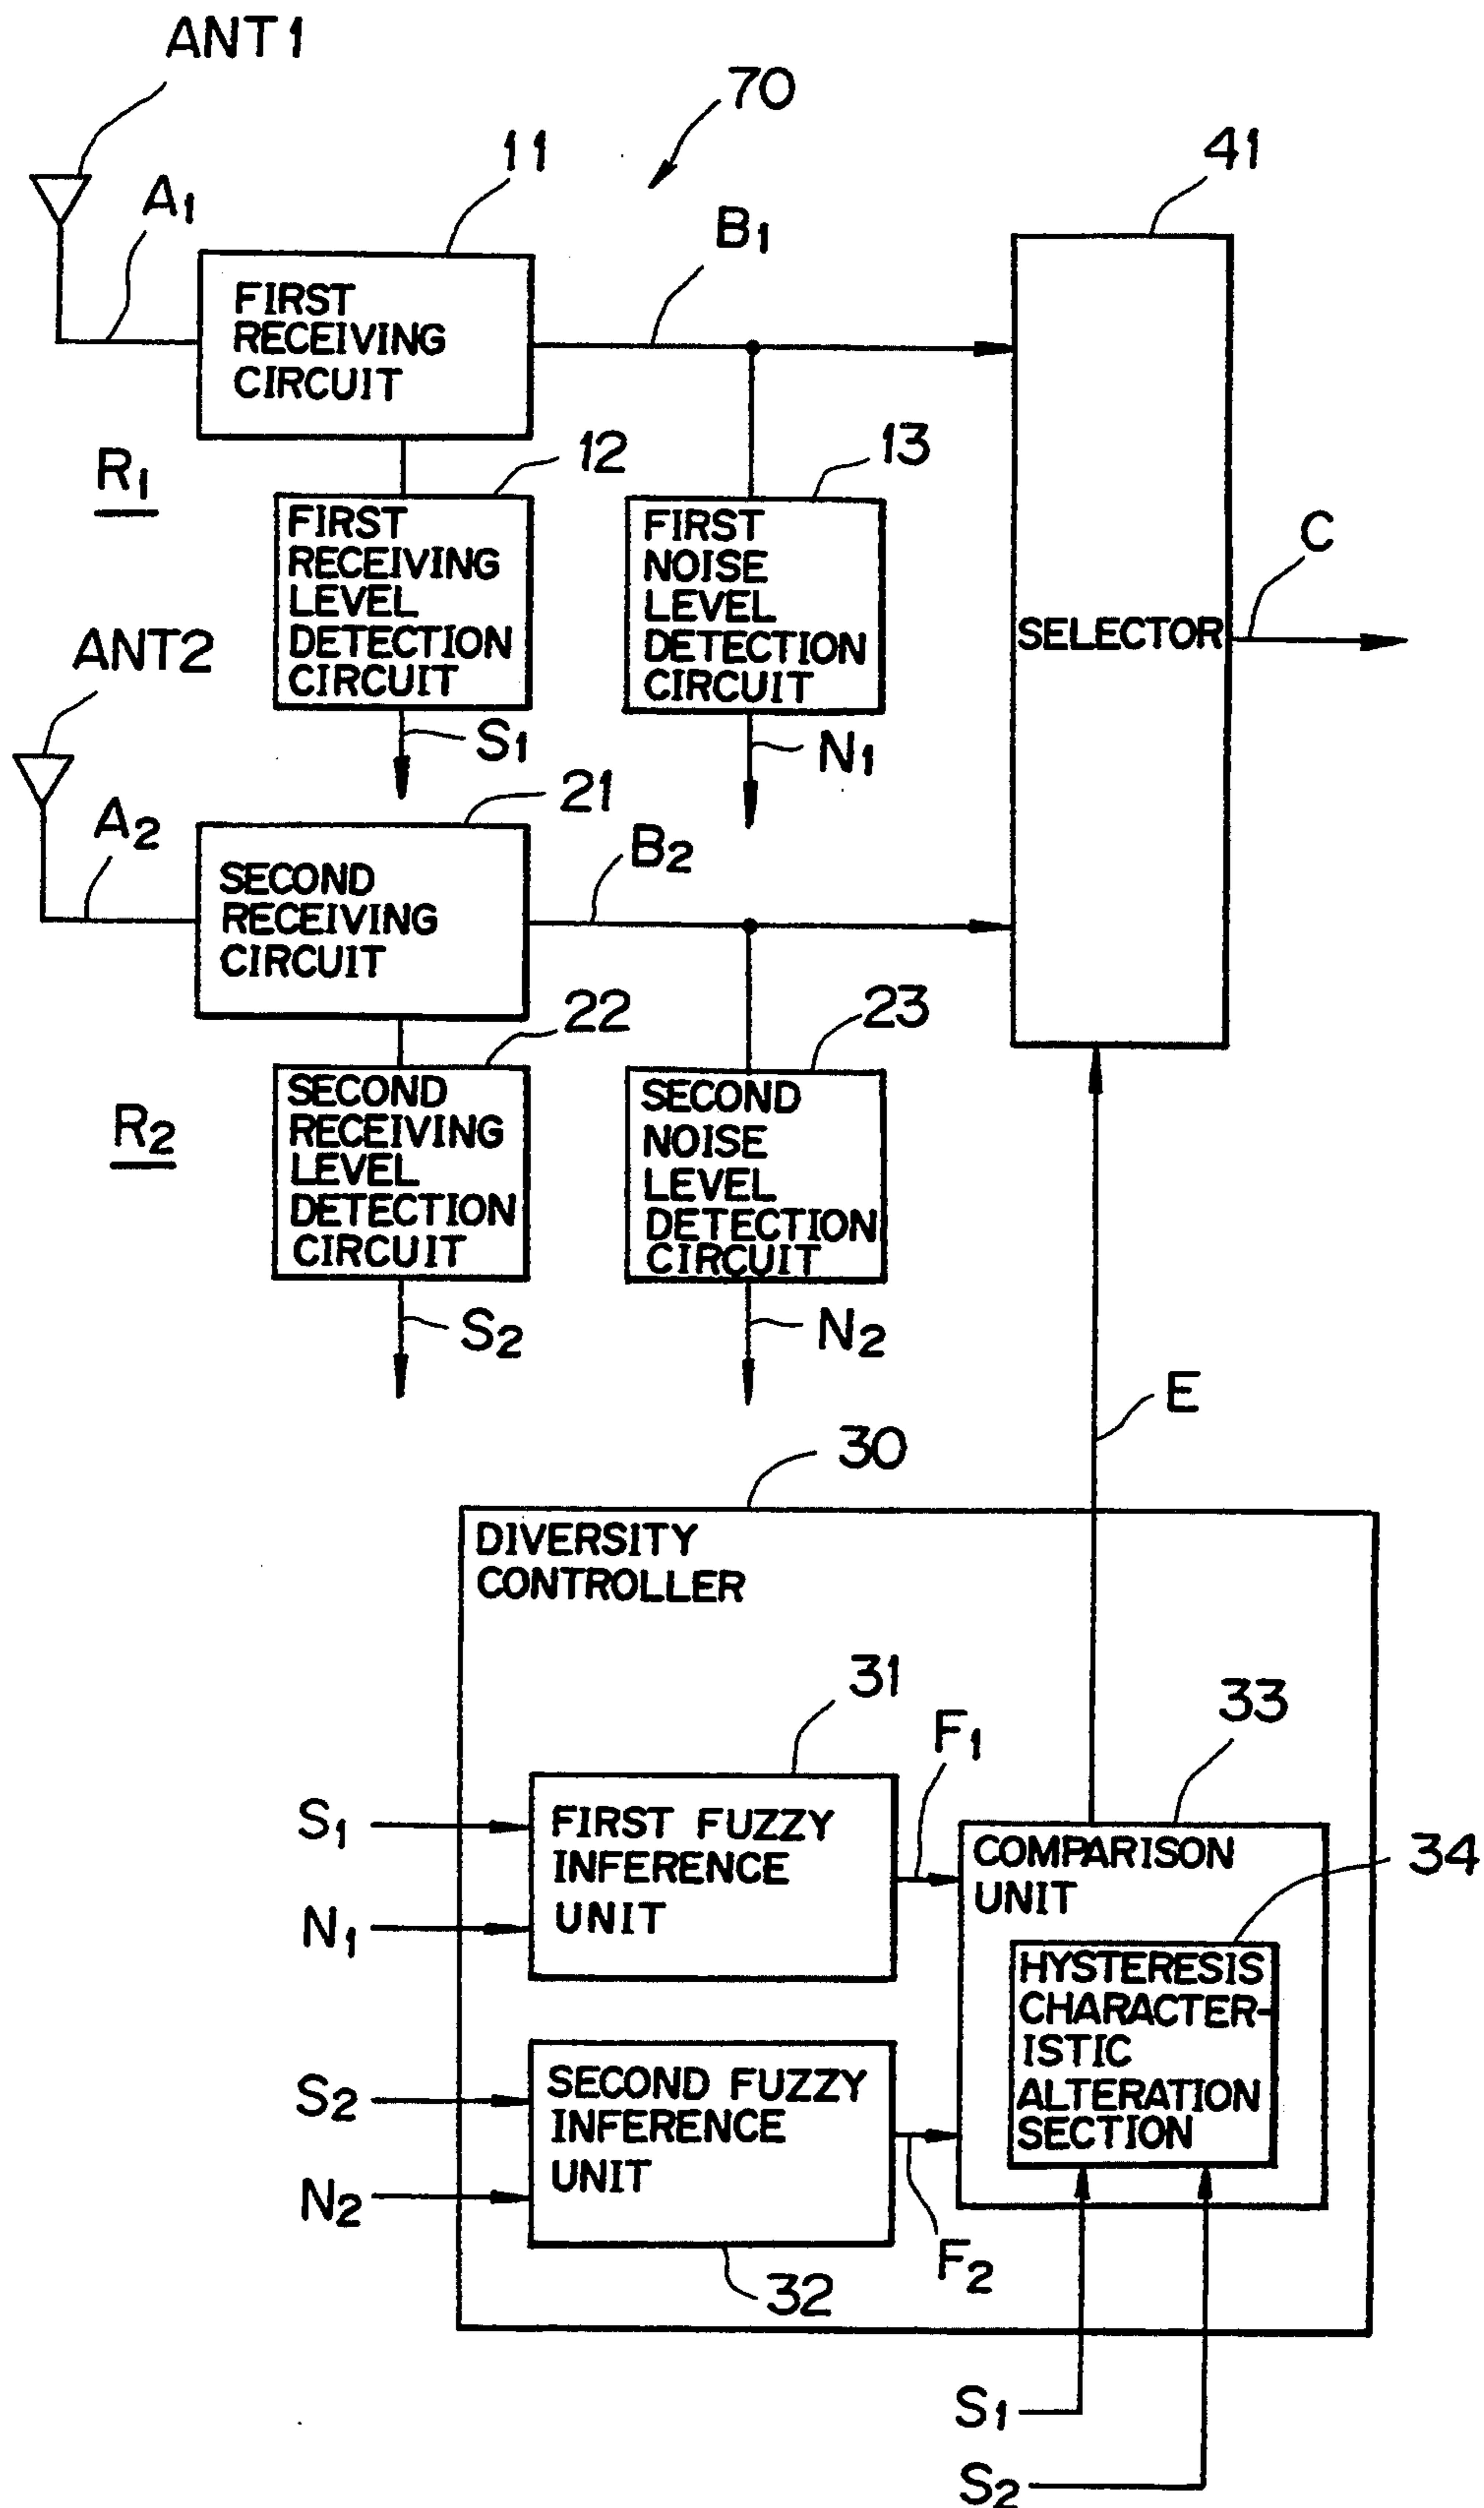 ANT1
70
11
41
A1
B1
FIRST
RECEIVING
CIRCUIT
R1
12
13
FIRST
RECEIVING
LEVEL
DETECTION
CIRCUIT
FIRST
NOISE
LEVEL
DETECTION
CIRCUIT
C
SELECTOR
ANT2
S1
N1
21
A2
B2
SECOND
RECEIVING
CIRCUIT
22
23
R2
SECOND
RECEIVING
LEVEL
DETECTION
CIRCUIT
SECOND
NOISE
LEVEL
DETECTION
CIRCUIT
S2
N2
E
30
DIVERSITY
CONTROLLER
31
F1
33
S1
N1
FIRST FUZZY
INFERENCE
UNIT
COMPARISON
UNIT
34
HYSTERESIS
CHARACTER-
ISTIC
ALTERATION
SECTION
S2
N2
SECOND FUZZY
INFERENCE
UNIT
F2
32
S1
S2